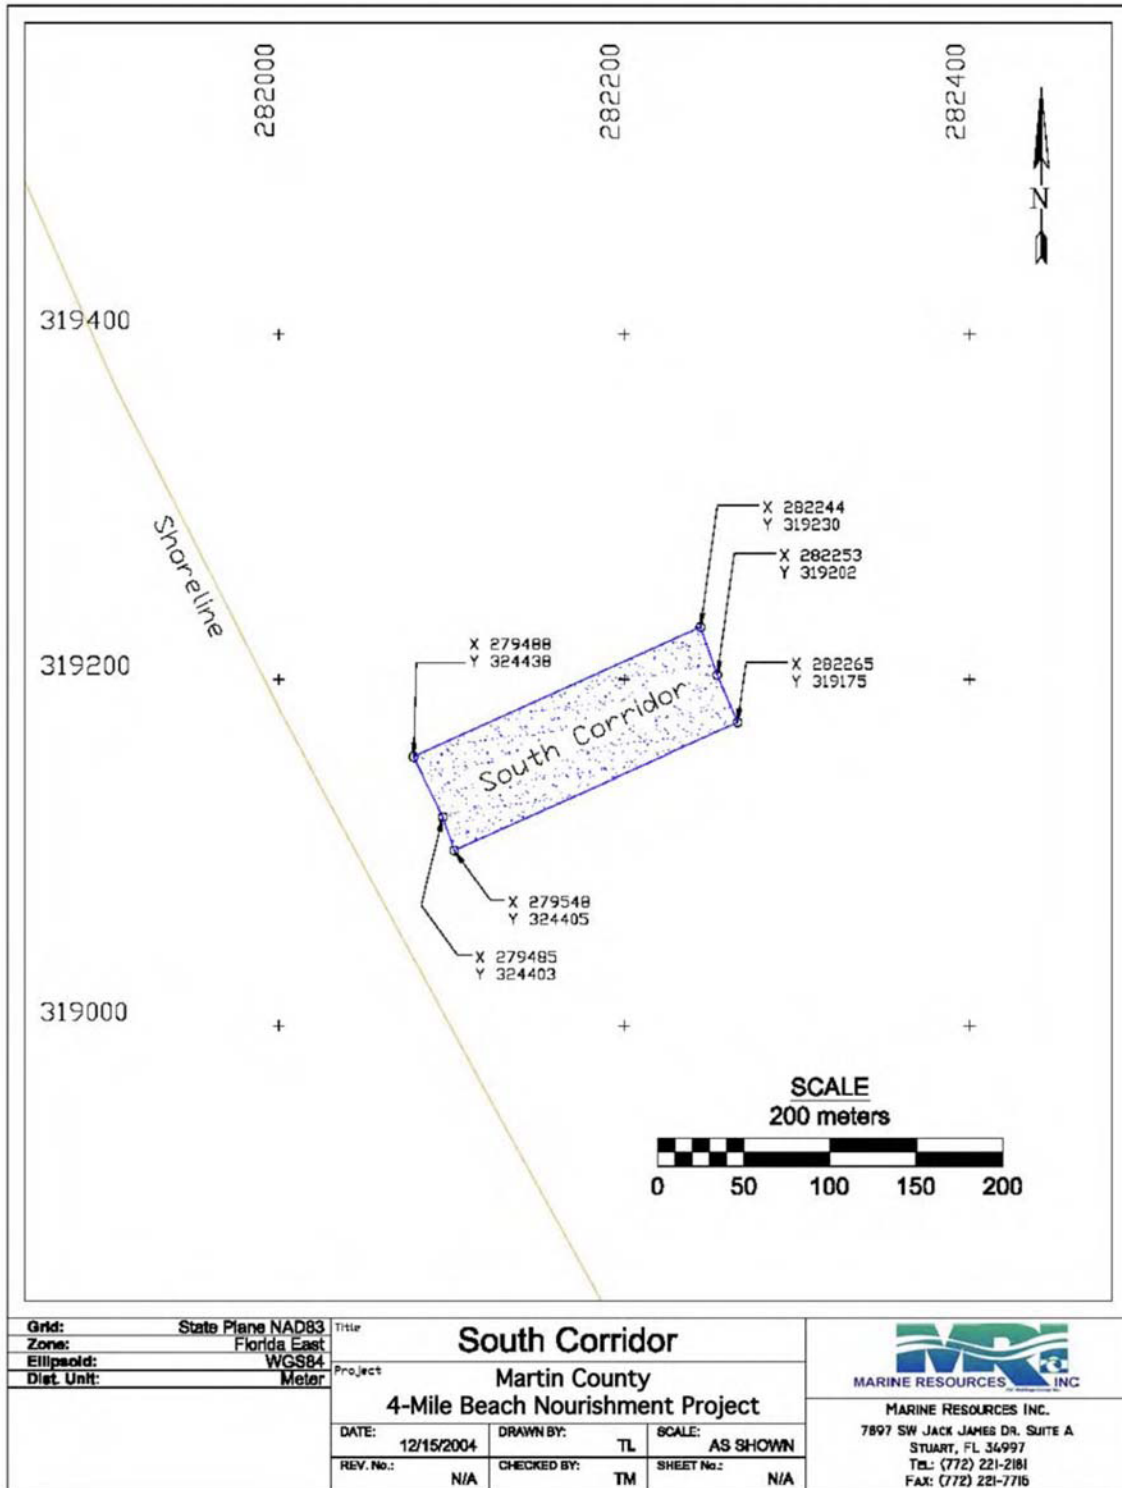 282000
282200
282400
N
319400
Shoreline
X 282244
Y 319230
X 282253
Y 319202
X 279488
Y 324438
319200
X 282265
Y 319175
South Corridor
X 279548
Y 324405
X 279485
Y 324403
319000
SCALE
200 meters
0 50 100 150 200
Grid: State Plane NAD83
Zone: Florida East
Ellipsoid: WGS84
Dist. Unit: Meter
Title
South Corridor
Project
Martin County
4-Mile Beach Nourishment Project
DATE: 12/15/2004
DRAWN BY: TL
SCALE: AS SHOWN
REV. No.: N/A
CHECKED BY: TM
SHEET No.: N/A
MRi
MARINE RESOURCES INC
MARINE RESOURCES INC.
7897 SW JACK JAMES DR. SUITE A
STUART, FL 34997
TEL: (772) 221-2181
FAX: (772) 221-7716